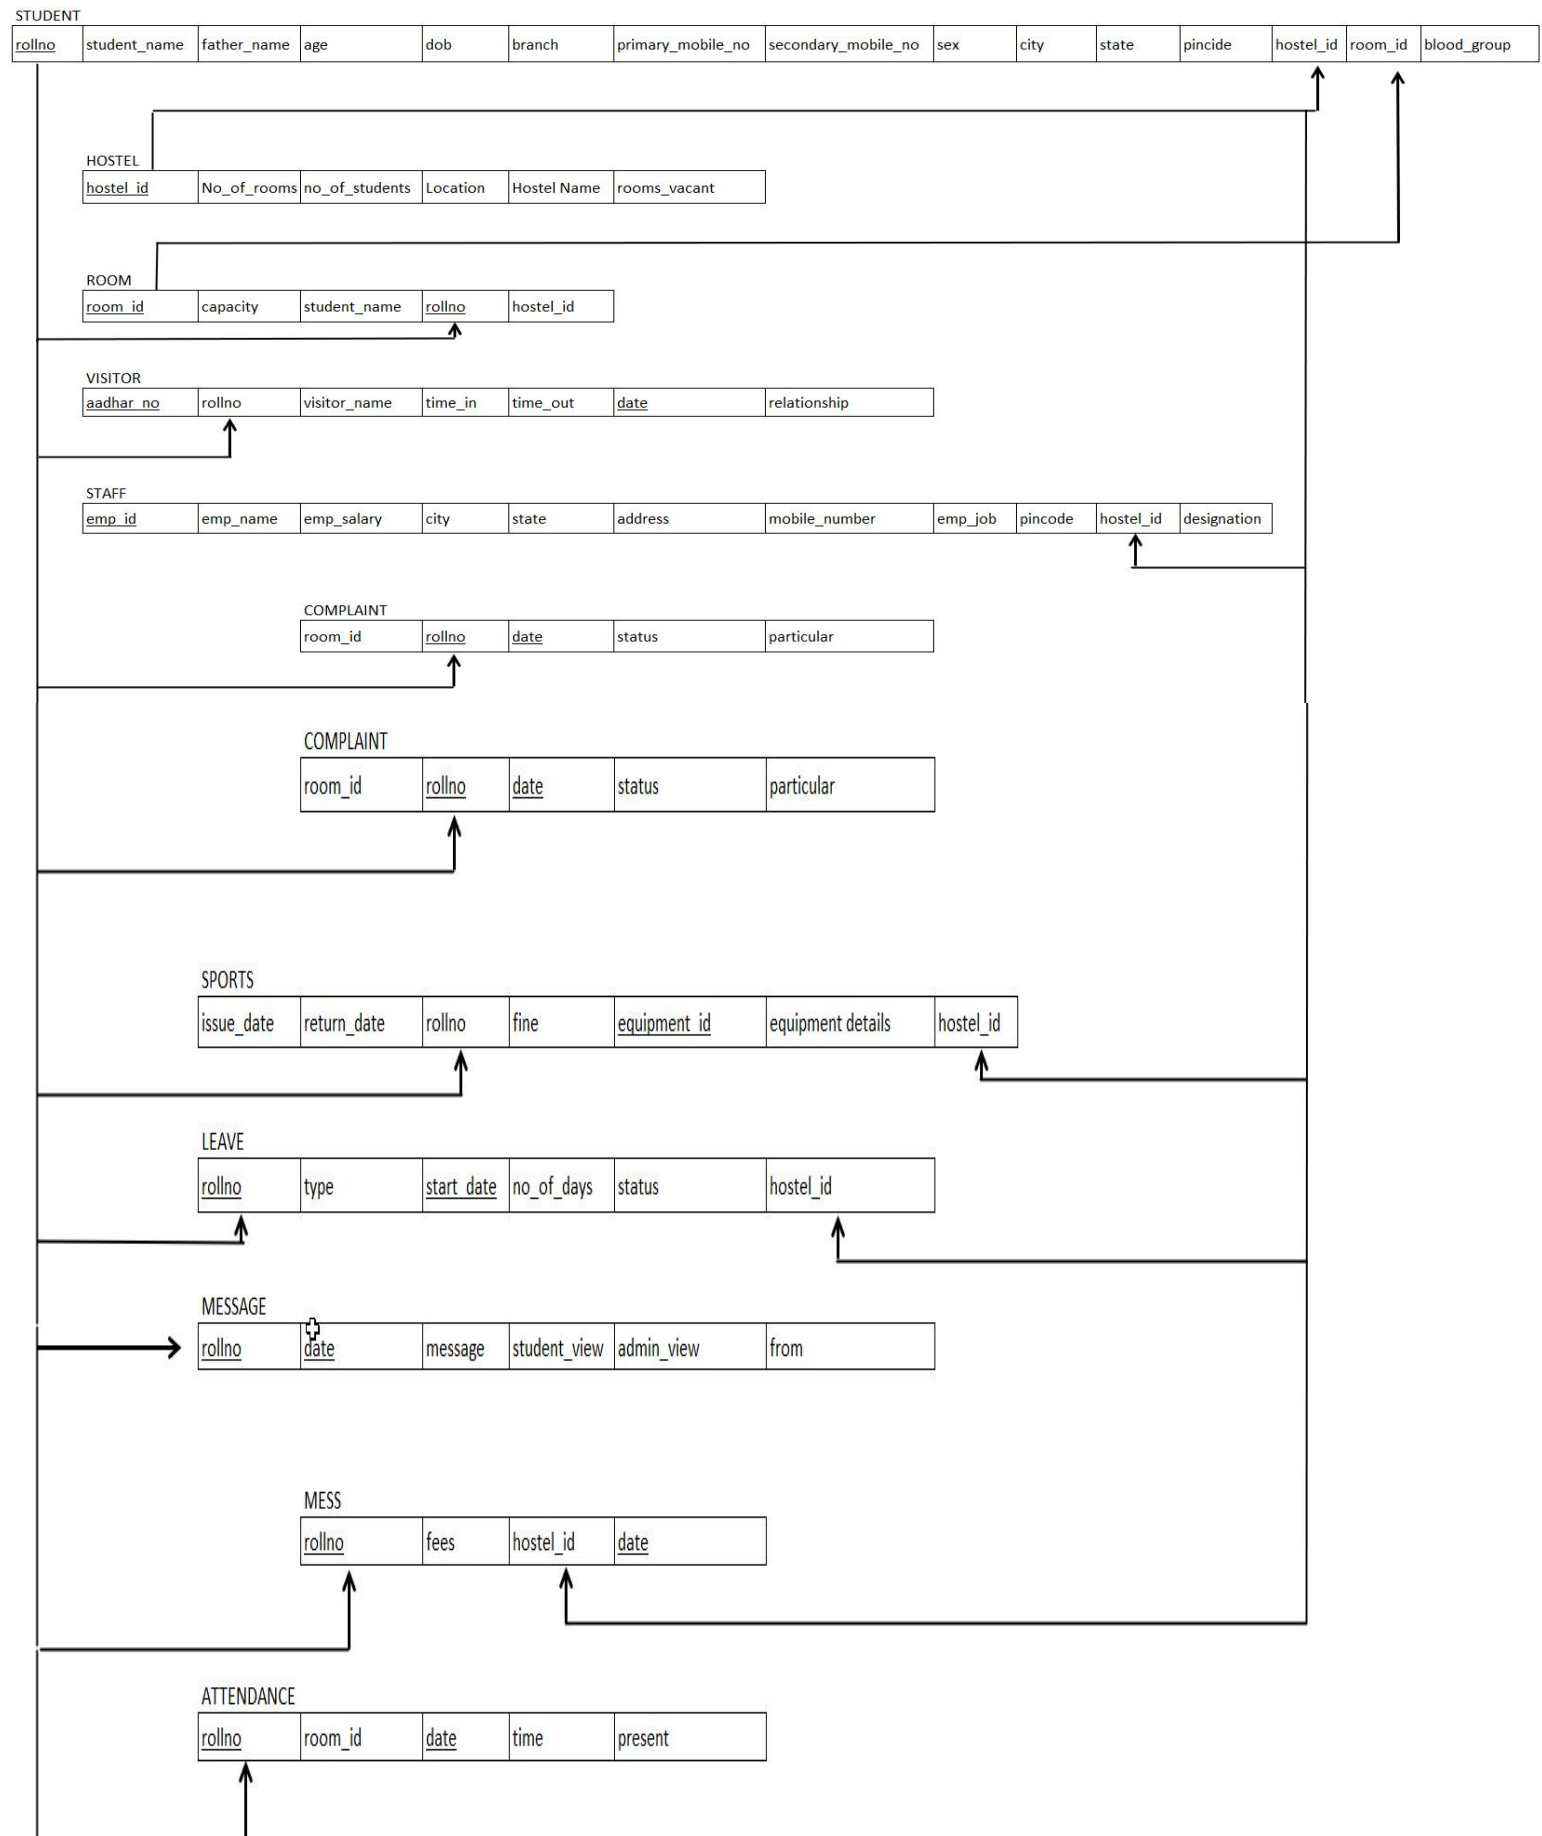 STUDENT
rollno student_name father_name age dob branch primary_mobile_no secondary_mobile_no sex city state pincide hostel_id room_id blood_group
HOSTEL
hostel_id No_of_rooms no_of_students Location Hostel Name rooms_vacant
ROOM
room_id capacity student_name rollno hostel_id
VISITOR
aadhar_no rollno visitor_name time_in time_out date relationship
STAFF
emp_id emp_name emp_salary city state address mobile_number emp_job pincode hostel_id designation
COMPLAINT
room_id rollno date status particular
COMPLAINT
room_id rollno date status particular
SPORTS
issue_date return_date rollno fine equipment_id equipment details hostel_id
LEAVE
rollno type start_date no_of_days status hostel_id
MESSAGE
rollno date message student_view admin_view from
MESS
rollno fees hostel_id date
ATTENDANCE
rollno room_id date time present